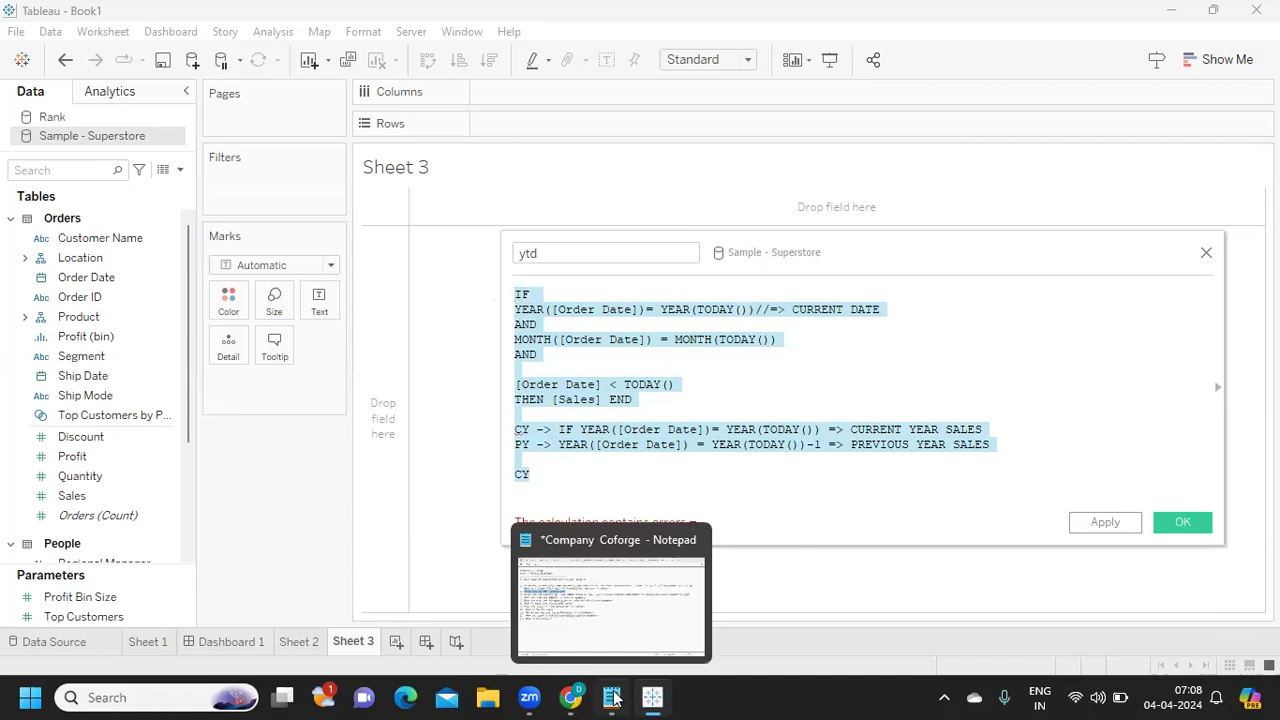 Tableau - Book1
File Data Worksheet Dashboard Story Analysis Map Format Server Window Help
Standard
Show Me
Data Analytics
Pages
Columns
Rank
Sample - Superstore
Rows
Filters
Search
Sheet 3
Tables
Orders
Drop field here
Customer Name
Marks
Location
ytd
Sample - Superstore
Automatic
Order Date
Order ID
Product
Color Size Text
Profit (bin)
Segment
Detail Tooltip
Ship Date
Ship Mode
Top Customers by P...
Discount
Profit
Quantity
Sales
Orders (Count)
People
Drop
field
here
IF
YEAR([Order Date])= YEAR(TODAY())//=> CURRENT DATE
AND
MONTH([Order Date]) = MONTH(TODAY())
AND
[Order Date] < TODAY()
THEN [Sales] END
CY -> IF YEAR([Order Date])= YEAR(TODAY()) => CURRENT YEAR SALES
PY -> YEAR([Order Date]) = YEAR(TODAY())-1 => PREVIOUS YEAR SALES
CY
The calculation contains errors
Apply OK
*Company Coforge - Notepad
Parameters
Profit Bin Size
Top Customers
Data Source Sheet 1 Dashboard 1 Sheet 2 Sheet 3
Search
1
zm
D
ENG
IN
07:08
04-04-2024
PRE